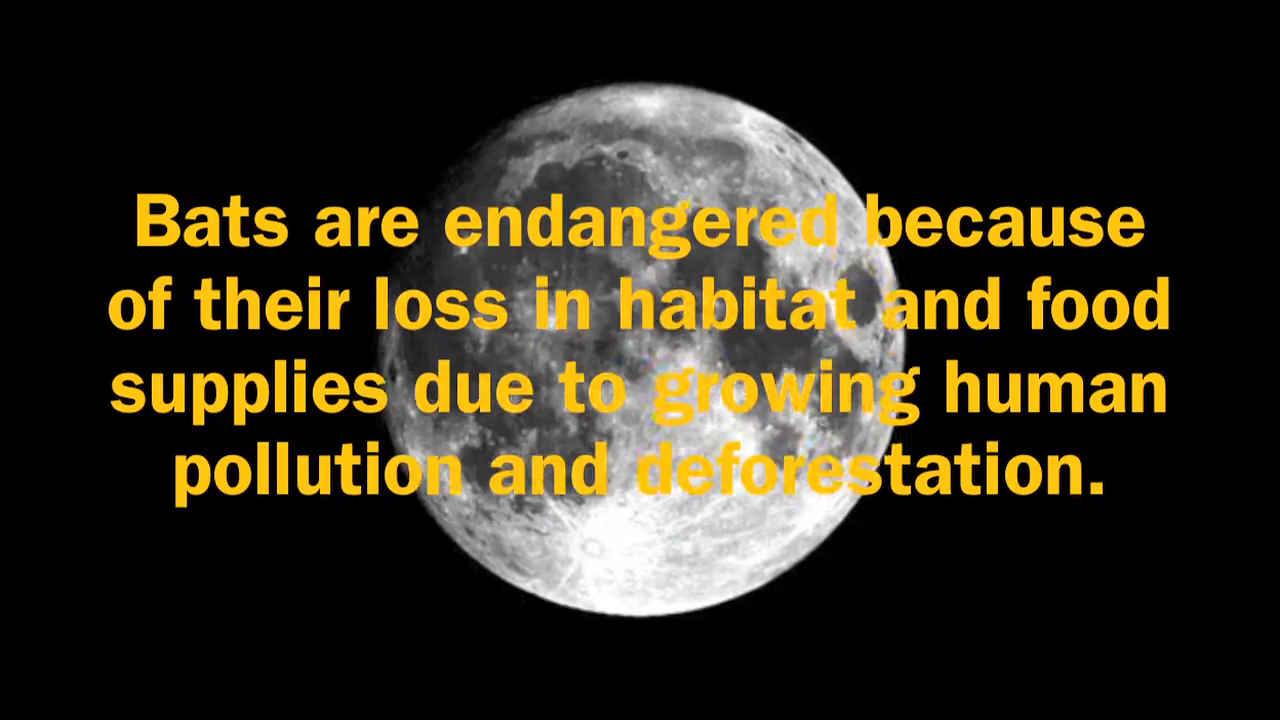 Bats are endangered because
of their loss in habitat and food
supplies due to growing human
pollution and deforestation.